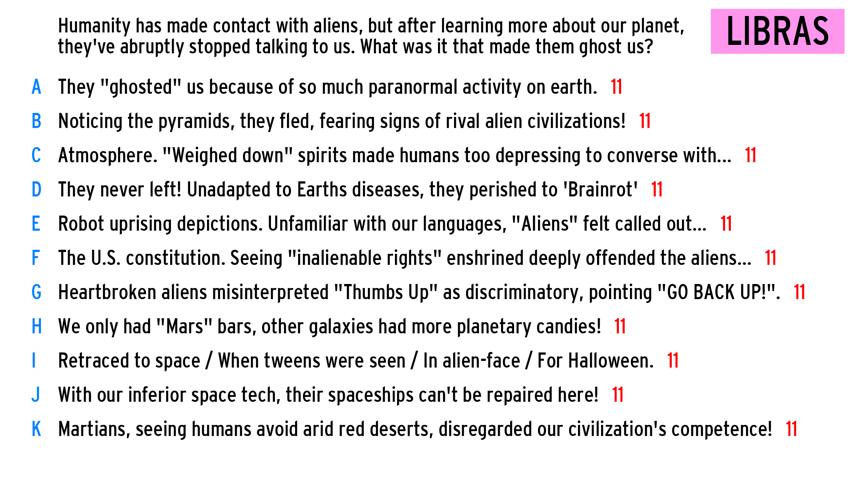 Humanity has made contact with aliens, but after learning more about our planet,
they've abruptly stopped talking to us. What was it that made them ghost us?
LIBRAS
A They "ghosted" us because of so much paranormal activity on earth. 11
B Noticing the pyramids, they fled, fearing signs of rival alien civilizations! 11
C Atmosphere. "Weighed down" spirits made humans too depressing to converse with... 11
D They never left! Unadapted to Earths diseases, they perished to 'Brainrot' 11
E Robot uprising depictions. Unfamiliar with our languages, "Aliens" felt called out... 11
F The U.S. constitution. Seeing "inalienable rights" enshrined deeply offended the aliens... 11
G Heartbroken aliens misinterpreted "Thumbs Up" as discriminatory, pointing "GO BACK UP!". 11
H We only had "Mars" bars, other galaxies had more planetary candies! 11
I Retraced to space / When tweens were seen / In alien-face / For Halloween. 11
J With our inferior space tech, their spaceships can't be repaired here! 11
K Martians, seeing humans avoid arid red deserts, disregarded our civilization's competence! 11